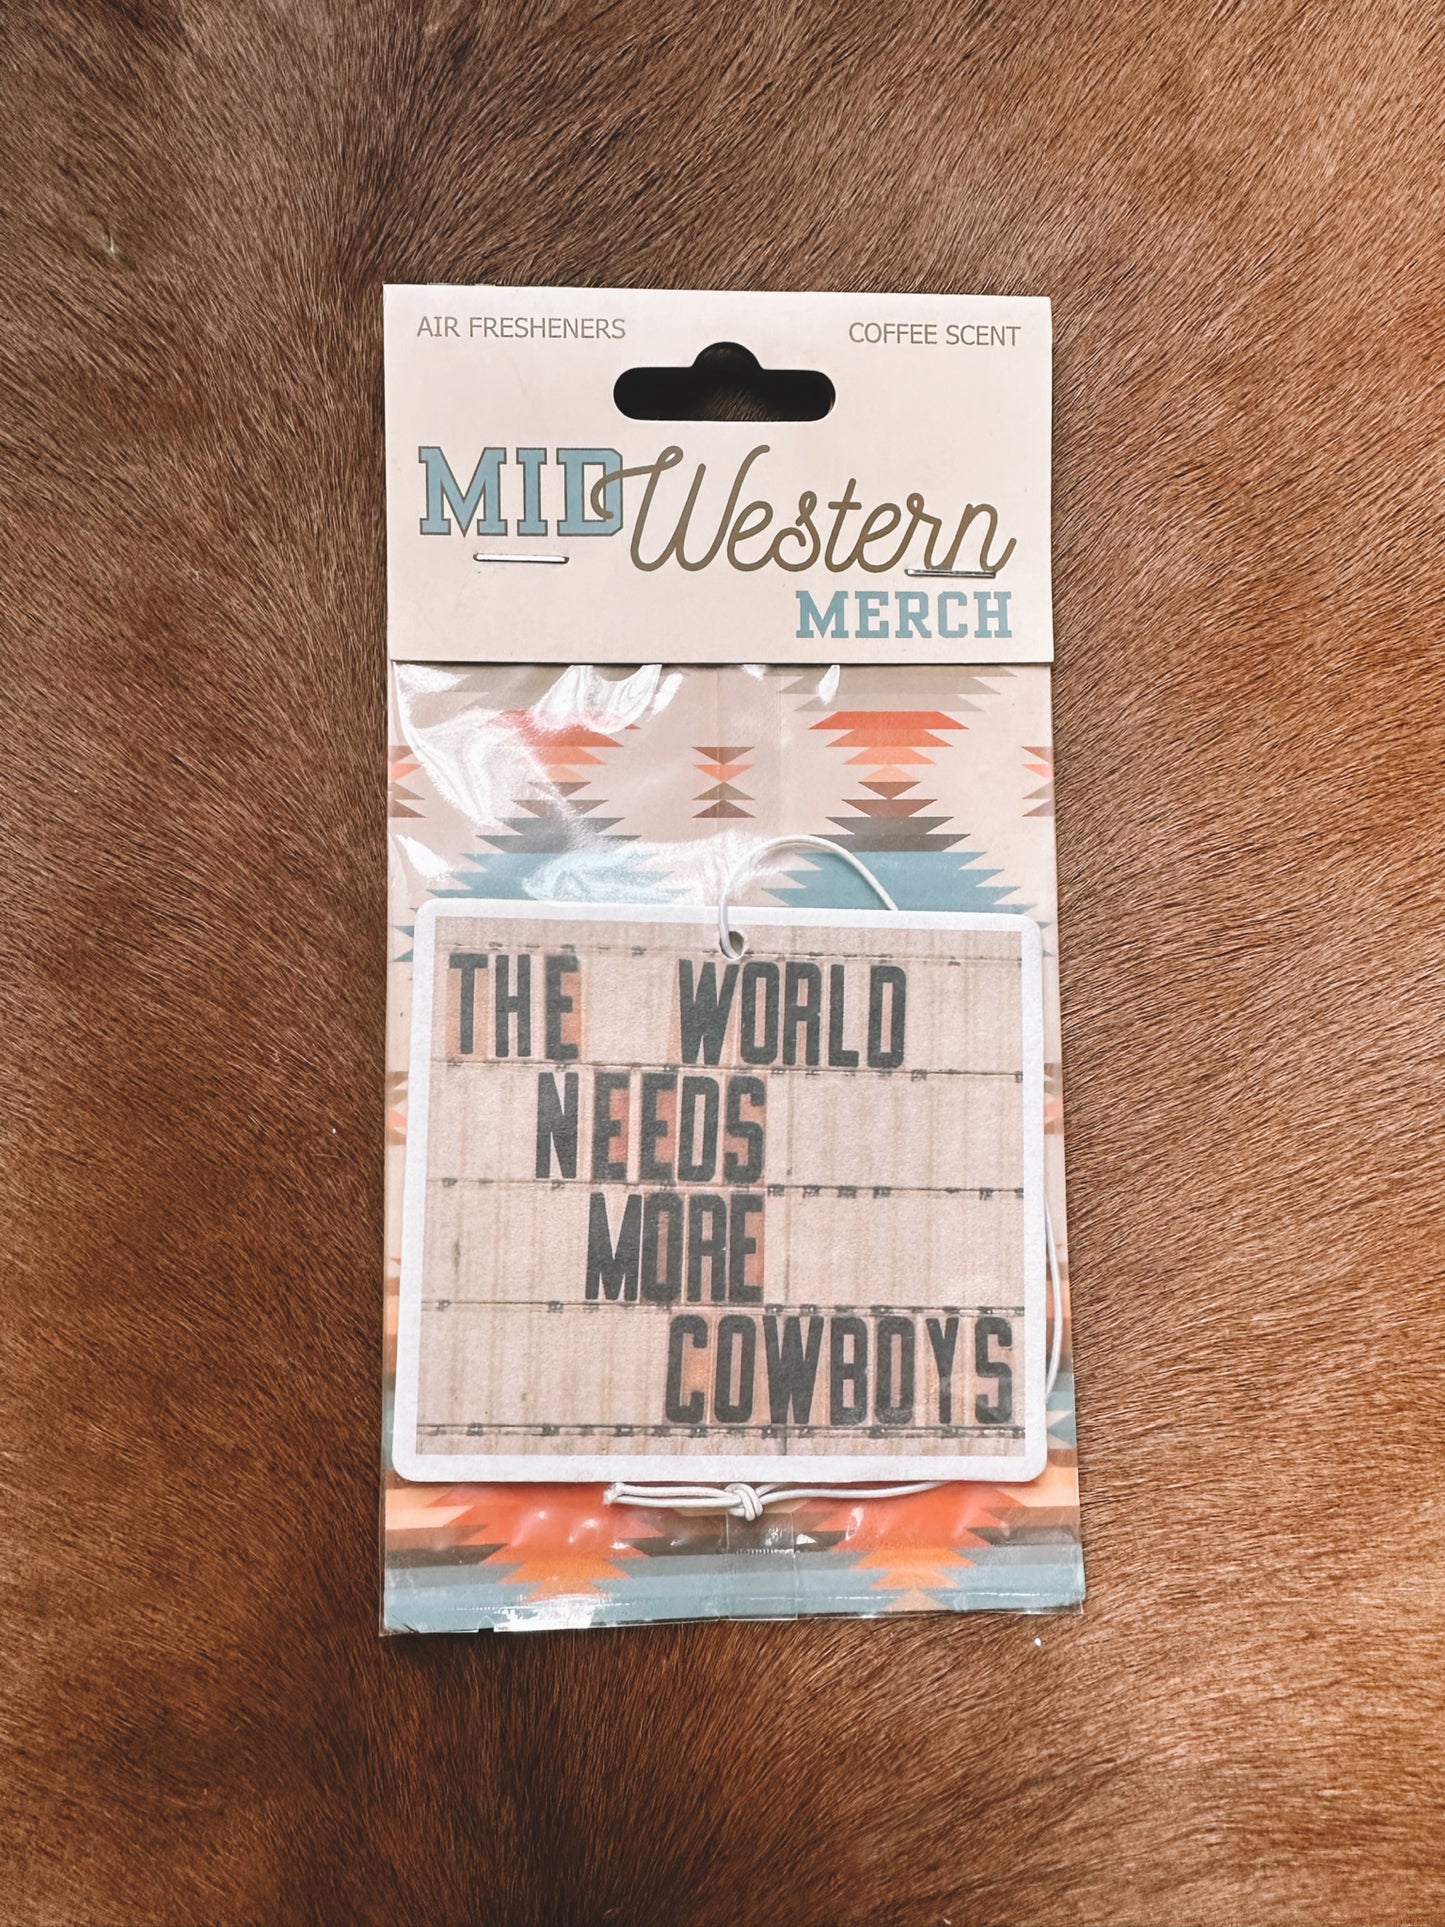 AIR FRESHENERS COFFEE SCENT
MID Western
MERCH
THE WORLD
NEEDS
MORE
COWBOYS